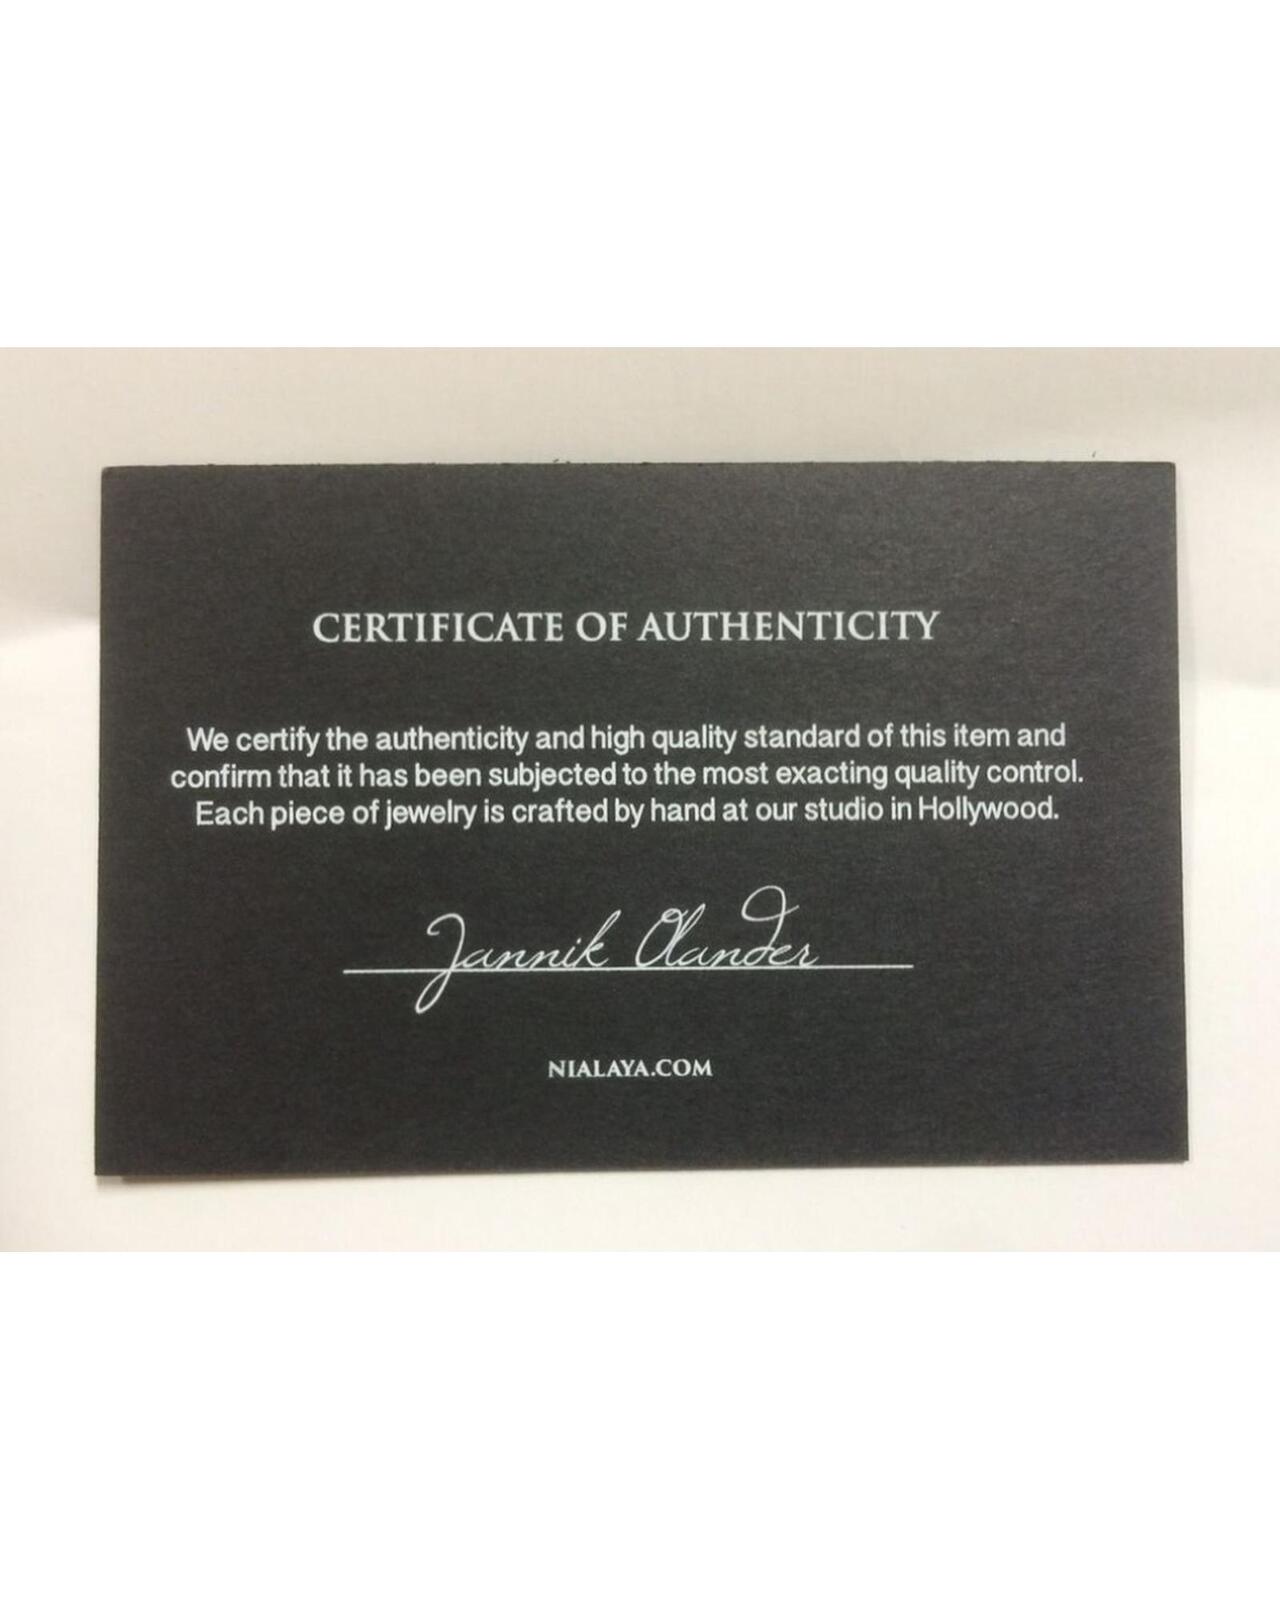 CERTIFICATE OF AUTHENTICITY
We certify the authenticity and high quality standard of this item and
confirm that it has been subjected to the most exacting quality control.
Each piece of jewelry is crafted by hand at our studio in Hollywood.
Jannik Olander
NIALAYA.COM